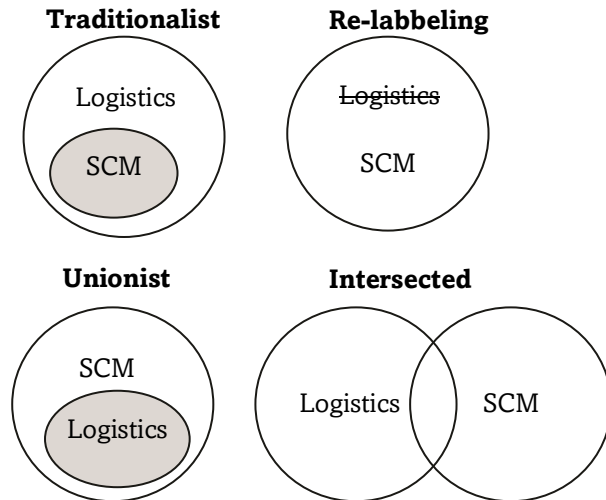 Traditionalist
Logistics
SCM
Re-labbeling
Logistics
SCM
Unionist
SCM
Logistics
Intersected
Logistics
SCM